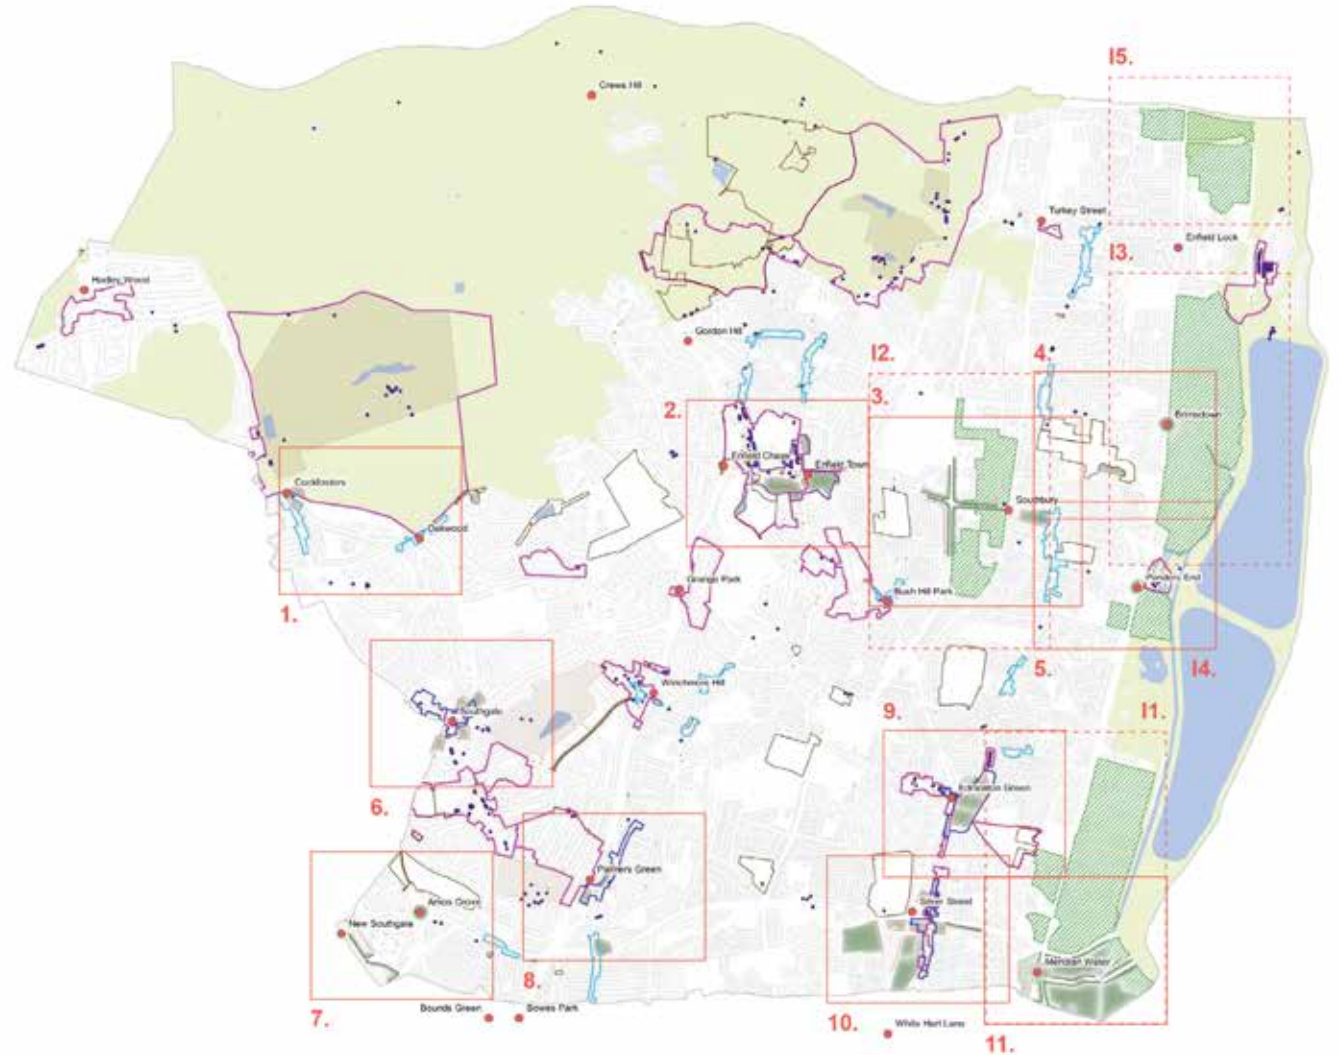 I5.
Crews Hill
Turkey Street
Enfield Lock
I3.
Hadley Wood
Gordon Hill
I2.
4.
2.
3.
Brimsdown
Enfield Chase
Enfield Town
Cockfosters
Southbury
Oakwood
Grange Park
Ponders End
Bush Hill Park
1.
5.
I4.
Winchmore Hill
Southgate
9.
I1.
Edmonton Green
6.
Palmers Green
Arnos Grove
Silver Street
New Southgate
Meridian Water
8.
Bounds Green
Bowes Park
7.
10.
White Hart Lane
11.